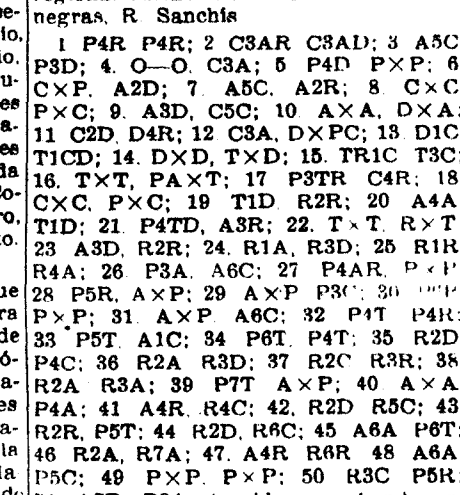 negras, R Sanchis
1 P4R P4R; 2 C3AR C3AD; 3 A5C
P3D; 4. O—O. C3A; 5 P4D P×P; 6
C×P. A2D; 7 A5C. A2R; 8 C×C
P×C; 9. A3D, C5C; 10. A×A, D×A;
11 C2D. D4R; 12 C3A, D×PC; 13. D1C
T1CD; 14. D×D, T×D; 15. TR1C T3C;
16. T×T, PA×T; 17 P3TR C4R; 18
C×C. P×C; 19 T1D R2R; 20 A4A
T1D; 21 P4TD, A3R; 22. T×T R×T
23 A3D, R2R; 24. R1A, R3D; 25 R1R
R4A; 26 P3A, A6C; 27 P4AR. P×P
28 P5R, A×P; 29 A×P P3C; 30
P×P; 31 A×P A6C; 32 P4T P4R;
33 P5T A1C; 34 P6T. P4T; 35 R2D
P4C; 36 R2A R3D; 37 R2C R3R; 38
R2A R3A; 39 P7T A×P; 40 A×A
P4A; 41 A4R, R4C; 42. R2D R5C; 43
R2R, P5T; 44 R2D, R6C; 45 A6A P6T;
46 R2A, R7A; 47. A4R R6R 48 A6A
P5C; 49 P×P. P×P; 50 R3C P5R;